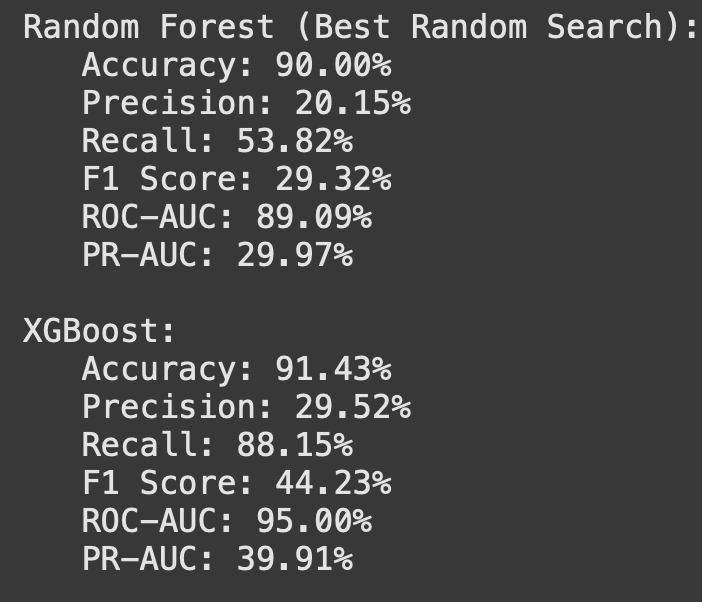 Random Forest (Best Random Search):
Accuracy: 90.00%
Precision: 20.15%
Recall: 53.82%
F1 Score: 29.32%
ROC-AUC: 89.09%
PR-AUC: 29.97%
XGBoost:
Accuracy: 91.43%
Precision: 29.52%
Recall: 88.15%
F1 Score: 44.23%
ROC-AUC: 95.00%
PR-AUC: 39.91%